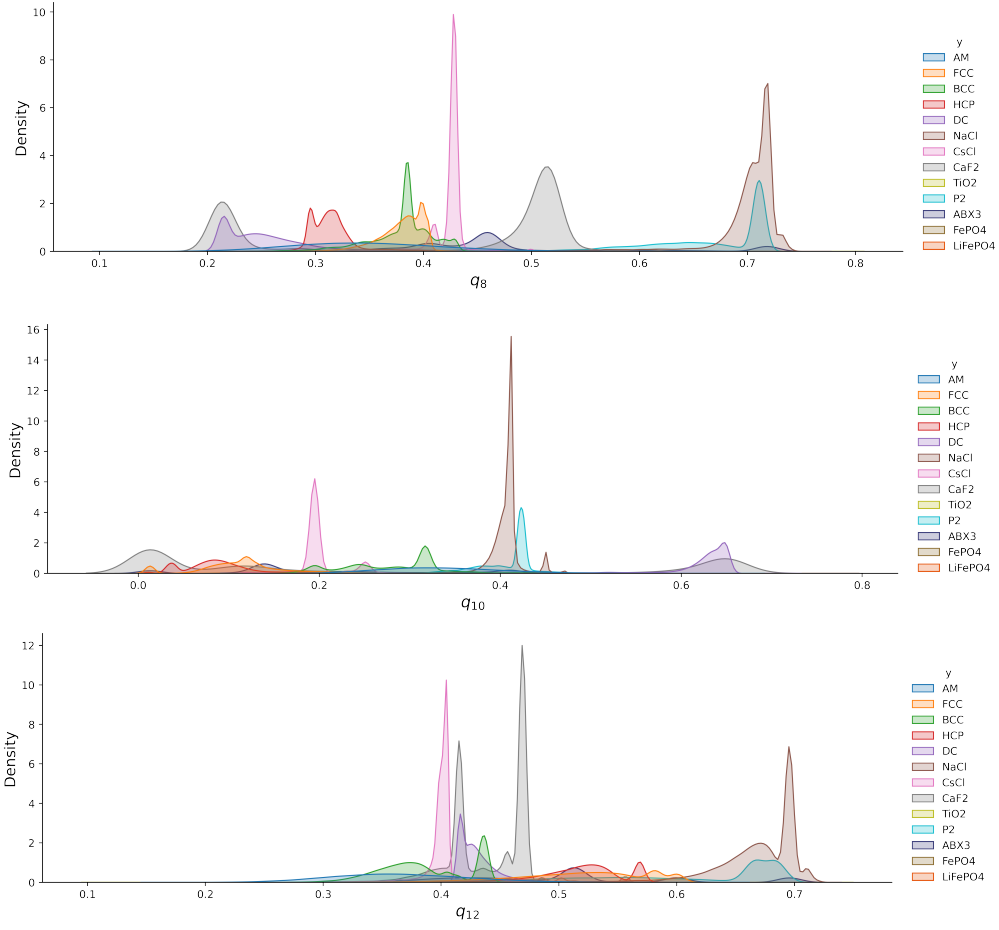 10
8
6
4
2
0
Density
0.1 0.2 0.3 0.4 0.5 0.6 0.7 0.8
q8
y
AM
FCC
BCC
HCP
DC
NaCl
CsCl
CaF2
TiO2
P2
ABX3
FePO4
LiFePO4
16
14
12
10
8
6
4
2
0
Density
0.0 0.2 0.4 0.6 0.8
q10
y
AM
FCC
BCC
HCP
DC
NaCl
CsCl
CaF2
TiO2
P2
ABX3
FePO4
LiFePO4
12
10
8
6
4
2
0
Density
0.1 0.2 0.3 0.4 0.5 0.6 0.7
q12
y
AM
FCC
BCC
HCP
DC
NaCl
CsCl
CaF2
TiO2
P2
ABX3
FePO4
LiFePO4